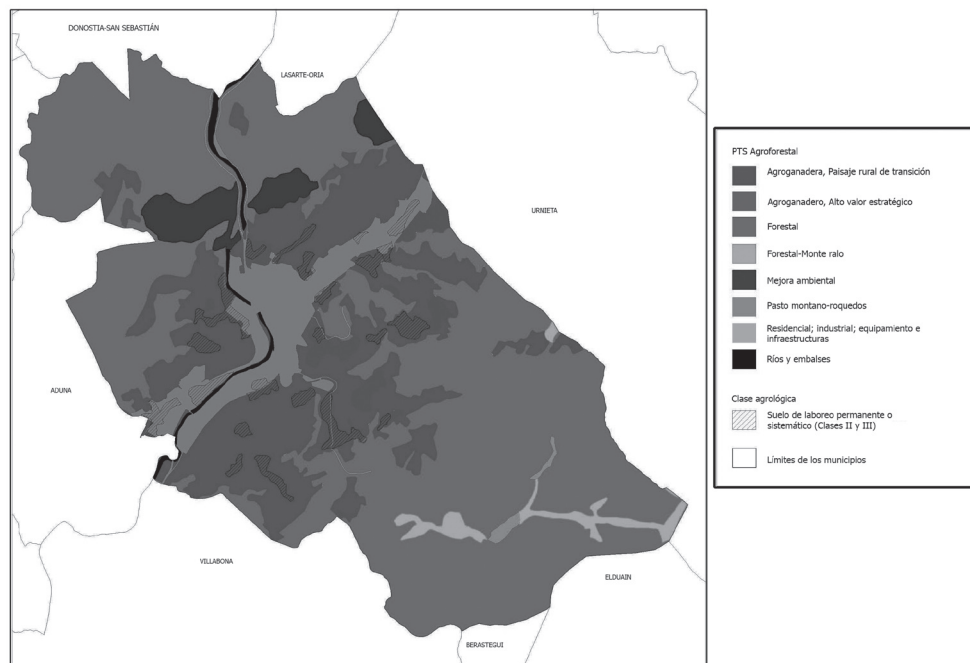 DONOSTIA-SAN SEBASTIÁN
LASARTE-ORIA
URNIETA
ADUNA
VILLABONA
ELDUAIN
BERASTEGUI
PTS Agroforestal
Agroganadera, Paisaje rural de transición
Agroganadero, Alto valor estratégico
Forestal
Forestal-Monte ralo
Mejora ambiental
Pasto montano-roquedos
Residencial; industrial; equipamiento e
infraestructuras
Ríos y embalses
Clase agrológica
Suelo de laboreo permanente o
sistemático (Clases II y III)
Límites de los municipios